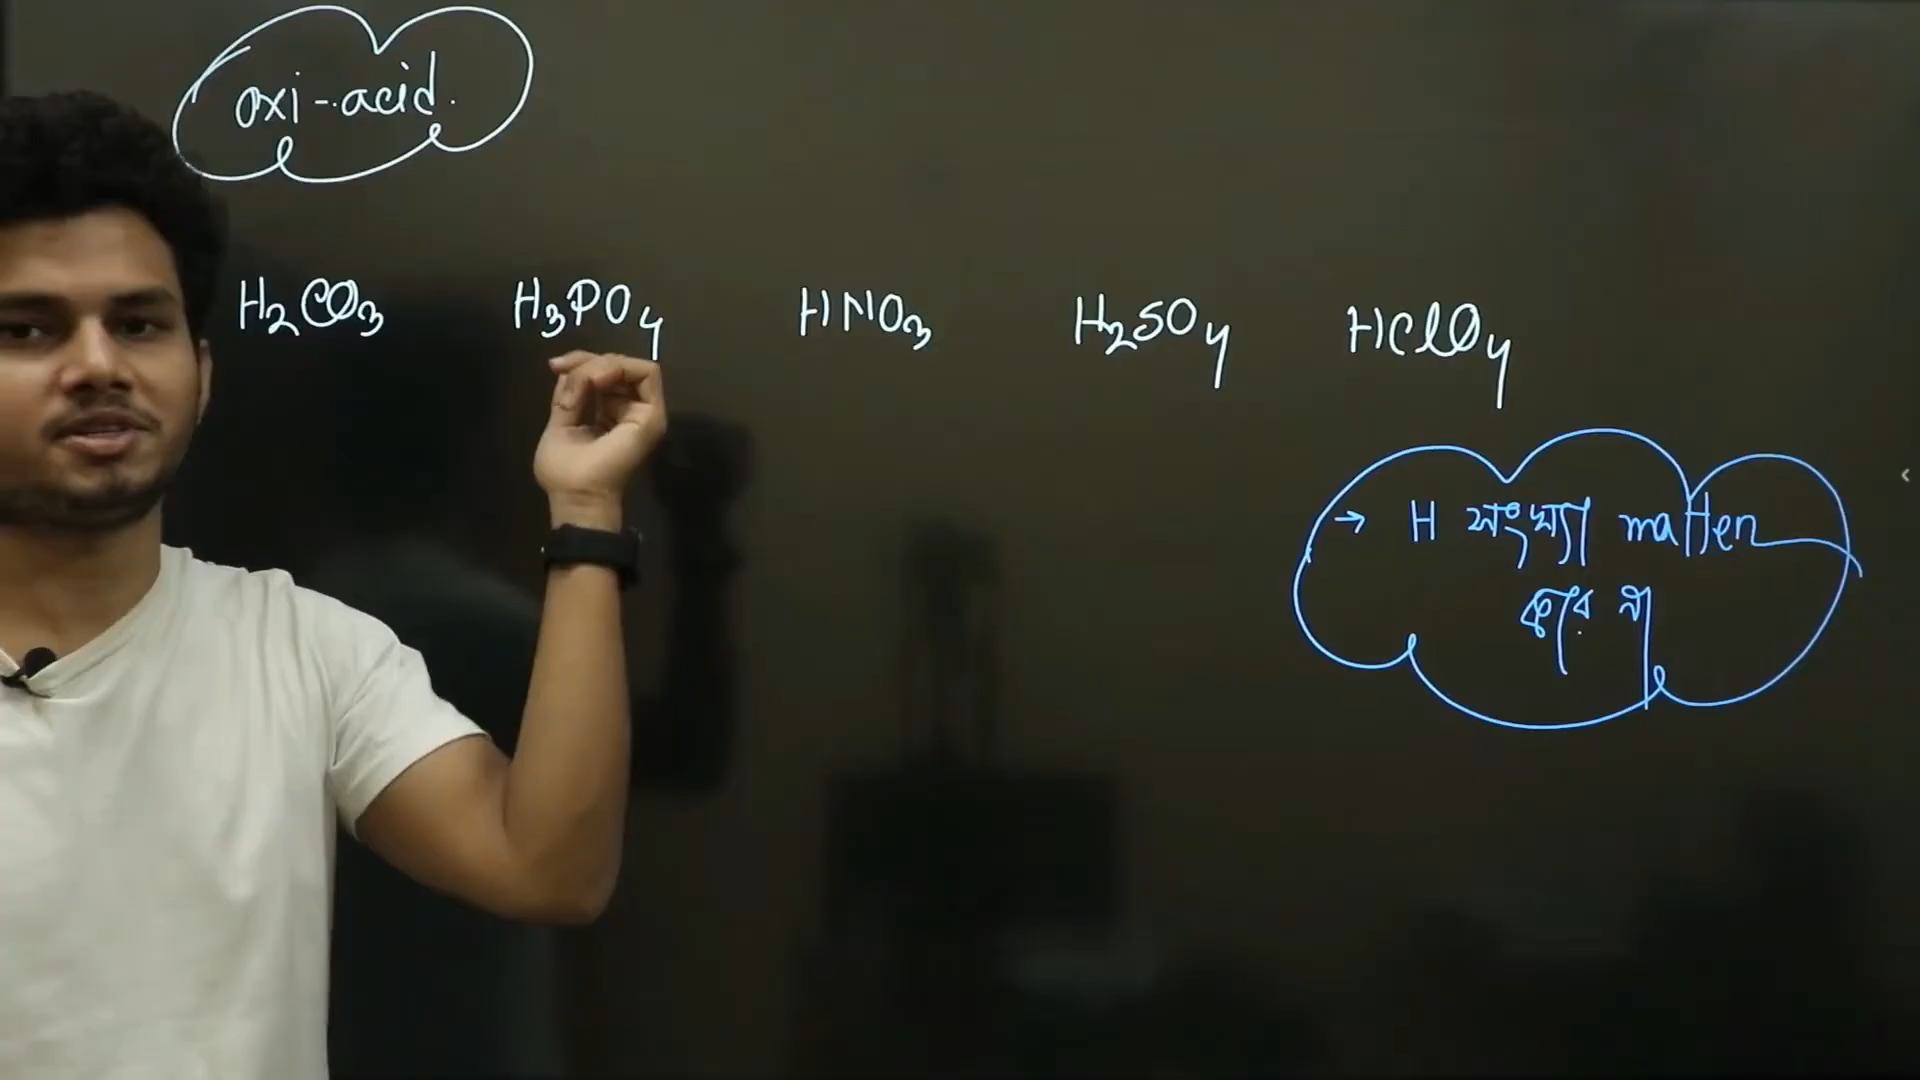 oxi-acid.
H₂CO₃ H₃PO₄ HNO₃ H₂SO₄ HClO₄
→ H সংখ্যা matter
করে না